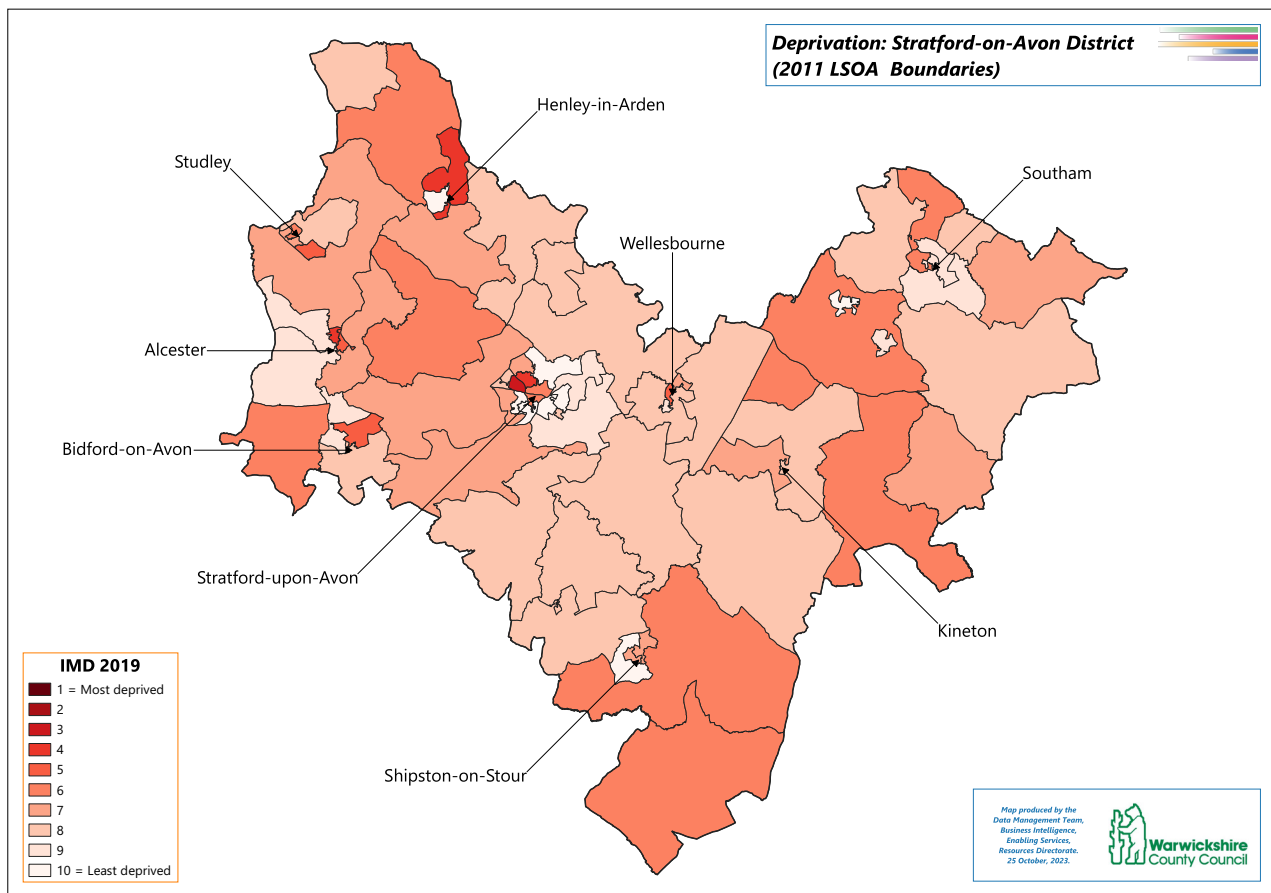 Deprivation: Stratford-on-Avon District
(2011 LSOA Boundaries)
Henley-in-Arden
Studley
Southam
Wellesbourne
Alcester
Bidford-on-Avon
Stratford-upon-Avon
Kineton
Shipston-on-Stour
IMD 2019
1 = Most deprived
2
3
4
5
6
7
8
9
10 = Least deprived
Map produced by the
Data Management Team,
Business Intelligence,
Enabling Services,
Resources Directorate.
25 October, 2023.
Warwickshire
County Council